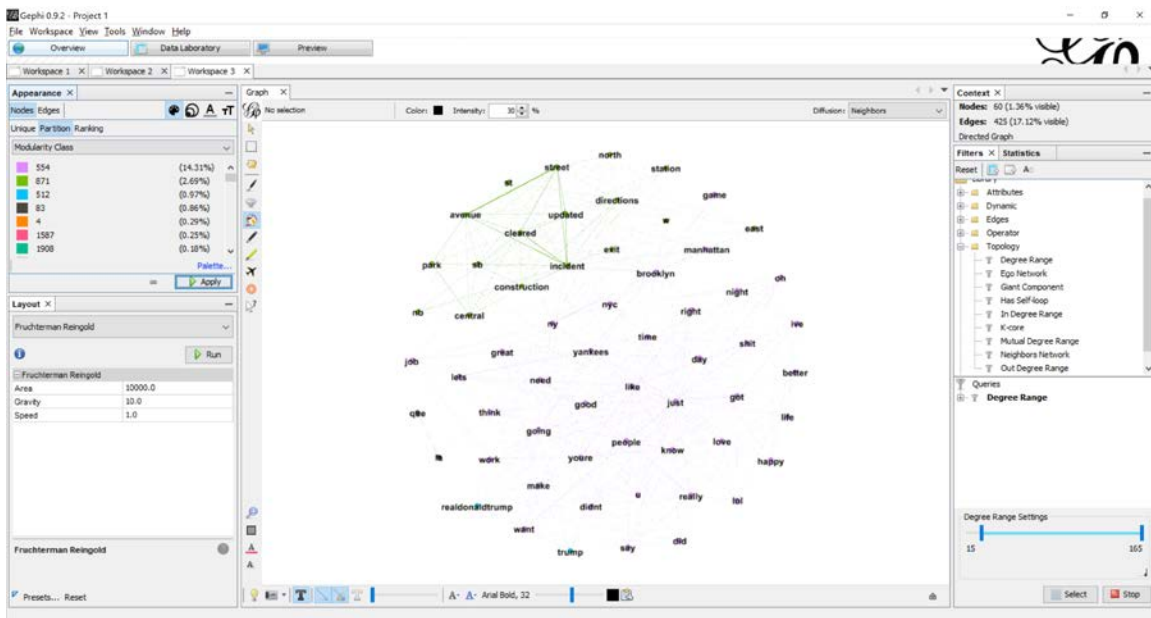 Gephi 0.9.2 - Project 1
File Workspace View Tools Window Help
Overview Data Laboratory Preview
Workspace 1 X Workspace 2 X Workspace 3 X
Appearance X
Nodes Edges
Unique Partition Ranking
Modularity Class
554 (14.31%)
871 (2.69%)
512 (0.97%)
83 (0.86%)
4 (0.29%)
1587 (0.25%)
1908 (0.18%)
Palette...
Apply
Layout X
Fruchterman Reingold
Run
Fruchterman Reingold
Area 10000.0
Gravity 10.0
Speed 1.0
Fruchterman Reingold
Presets... Reset
Graph X
No selection Color: Intensity: 30 % Diffusion: Neighbors
north
street station
st game
directions
avenue updated
cleared east
exit manhattan
park sb incident
brooklyn oh
construction night
nyc
nb central right
ny ive
time shit
great yankees
job day
lets need better
like
good just got
qbe think life
going
people know love
work youre happy
make
u really lol
realdonaldtrump didnt
want
trump say did
A- A- Arial Bold, 32
Context X
Nodes: 60 (1.36% visible)
Edges: 425 (17.12% visible)
Directed Graph
Filters X Statistics
Reset
Library
Attributes
Dynamic
Edges
Operator
Topology
Degree Range
Ego Network
Giant Component
Has Self-loop
In Degree Range
K-core
Mutual Degree Range
Neighbors Network
Out Degree Range
Queries
Degree Range
Degree Range Settings
15 165
Select Stop